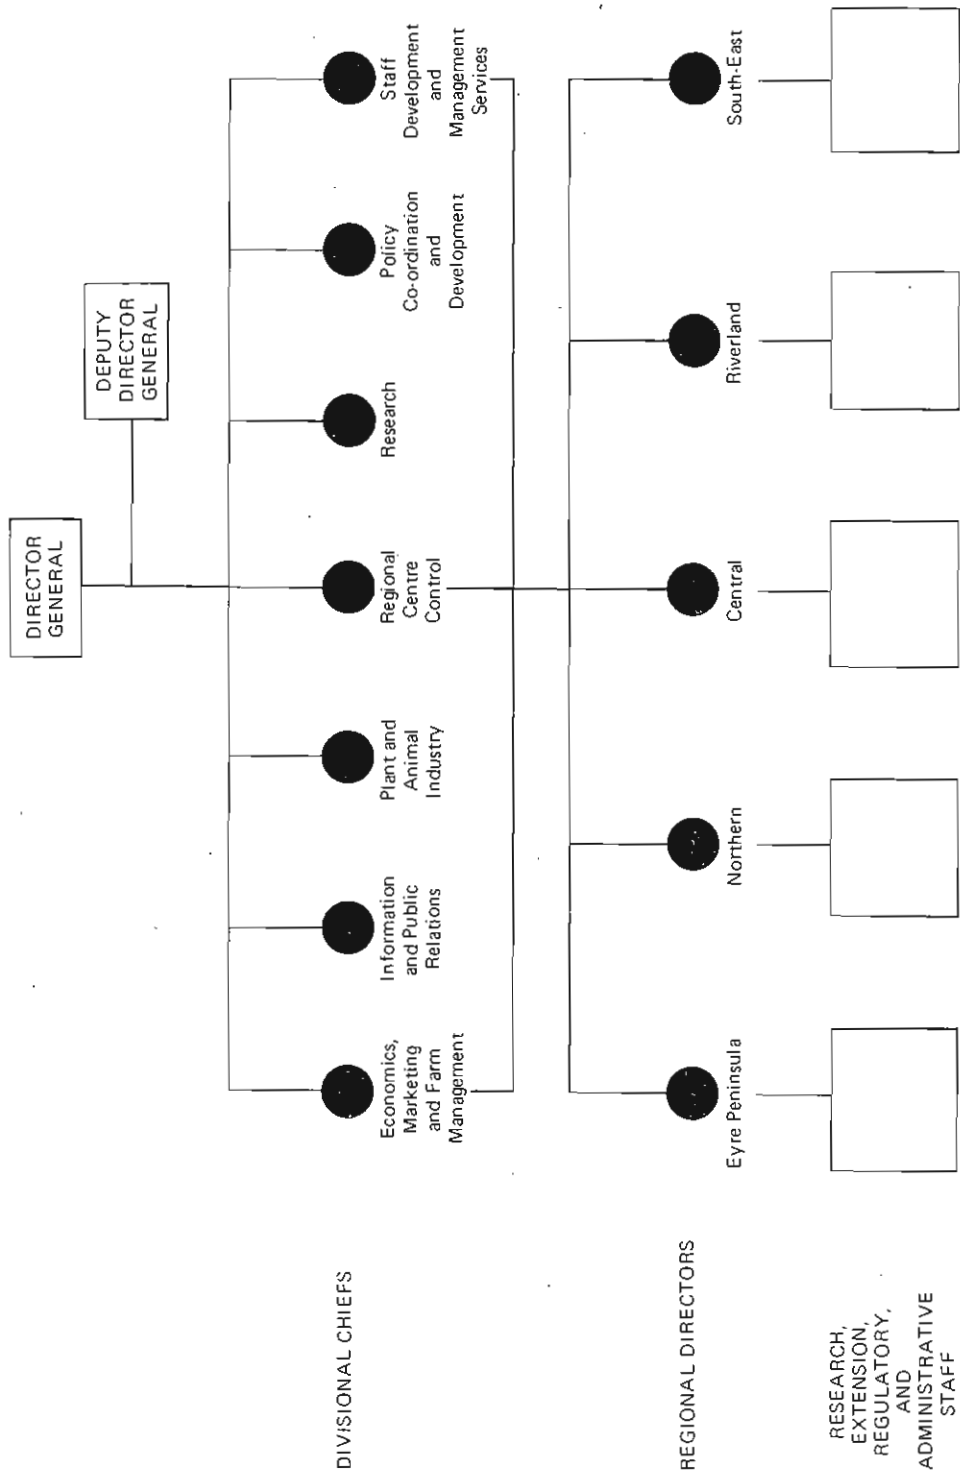 DIRECTOR
GENERAL
DEPUTY
DIRECTOR
GENERAL
DIVISIONAL CHIEFS
Economics,
Marketing
and Farm
Management
Information
and Public
Relations
Plant and
Animal
Industry
Regional
Centre
Control
Research
Policy
Co-ordination
and
Development
Staff
Development
and
Management
Services
REGIONAL DIRECTORS
Eyre Peninsula
Northern
Central
Riverland
South-East
RESEARCH,
EXTENSION,
REGULATORY,
AND
ADMINISTRATIVE
STAFF